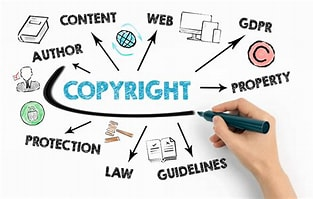 CONTENT
WEB
GDPR
AUTHOR
COPYRIGHT
PROPERTY
PROTECTION
LAW
GUIDELINES